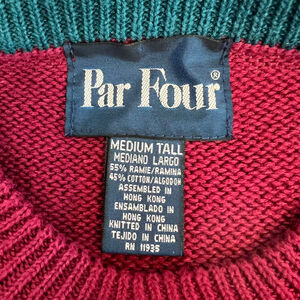 Par Four®
MEDIUM TALL
MEDIANO LARGO
55% RAMIE/RAMINA
45% COTTON/ALGODON
ASSEMBLED IN
HONG KONG
ENSAMBLADO IN
HONG KONG
KNITTED IN CHINA
TEJIDO IN CHINA
RN 11935